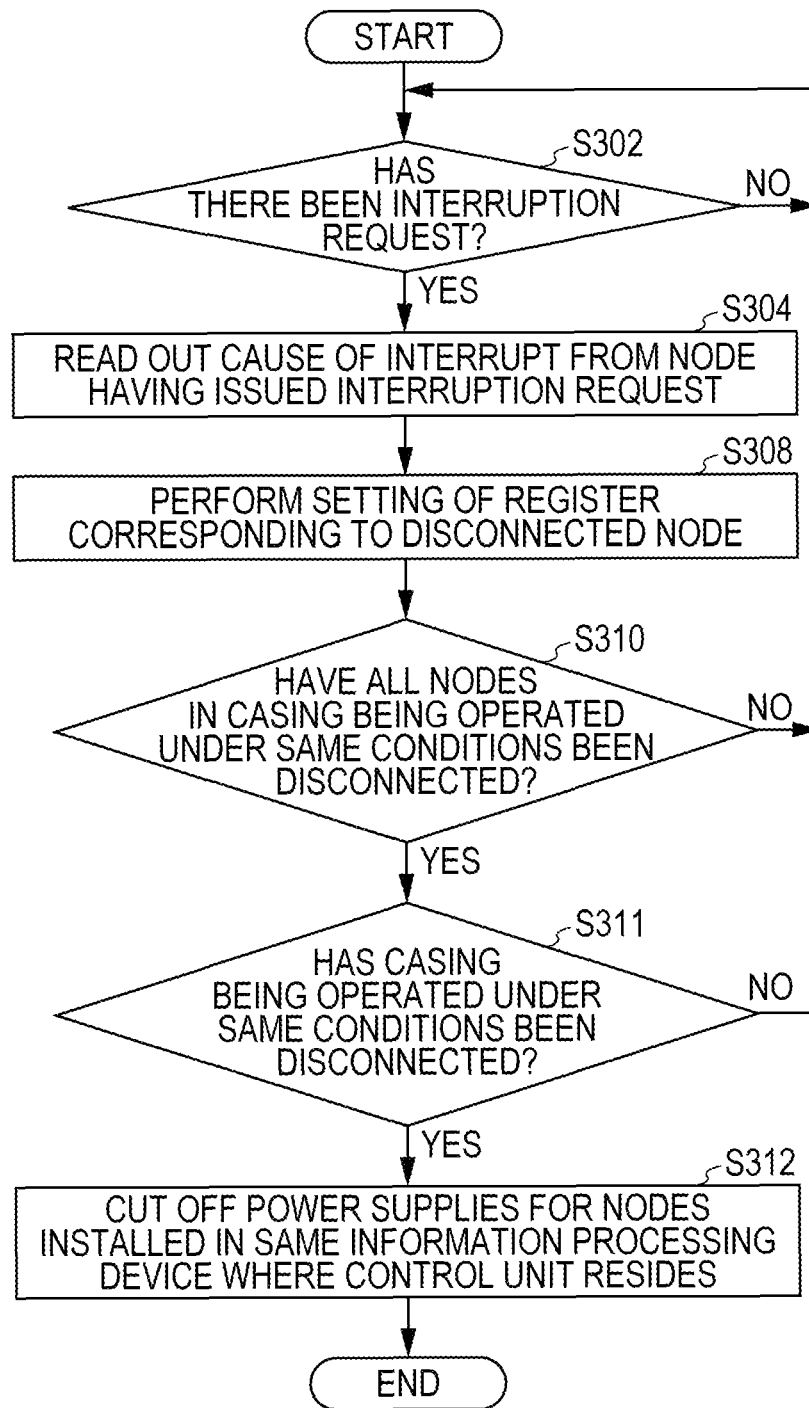 START
S302
HAS
THERE BEEN INTERRUPTION
REQUEST?
NO
YES
S304
READ OUT CAUSE OF INTERRUPT FROM NODE
HAVING ISSUED INTERRUPTION REQUEST
S308
PERFORM SETTING OF REGISTER
CORRESPONDING TO DISCONNECTED NODE
S310
HAVE ALL NODES
IN CASING BEING OPERATED
UNDER SAME CONDITIONS BEEN
DISCONNECTED?
NO
YES
S311
HAS CASING
BEING OPERATED UNDER
SAME CONDITIONS BEEN
DISCONNECTED?
NO
YES
S312
CUT OFF POWER SUPPLIES FOR NODES
INSTALLED IN SAME INFORMATION PROCESSING
DEVICE WHERE CONTROL UNIT RESIDES
END